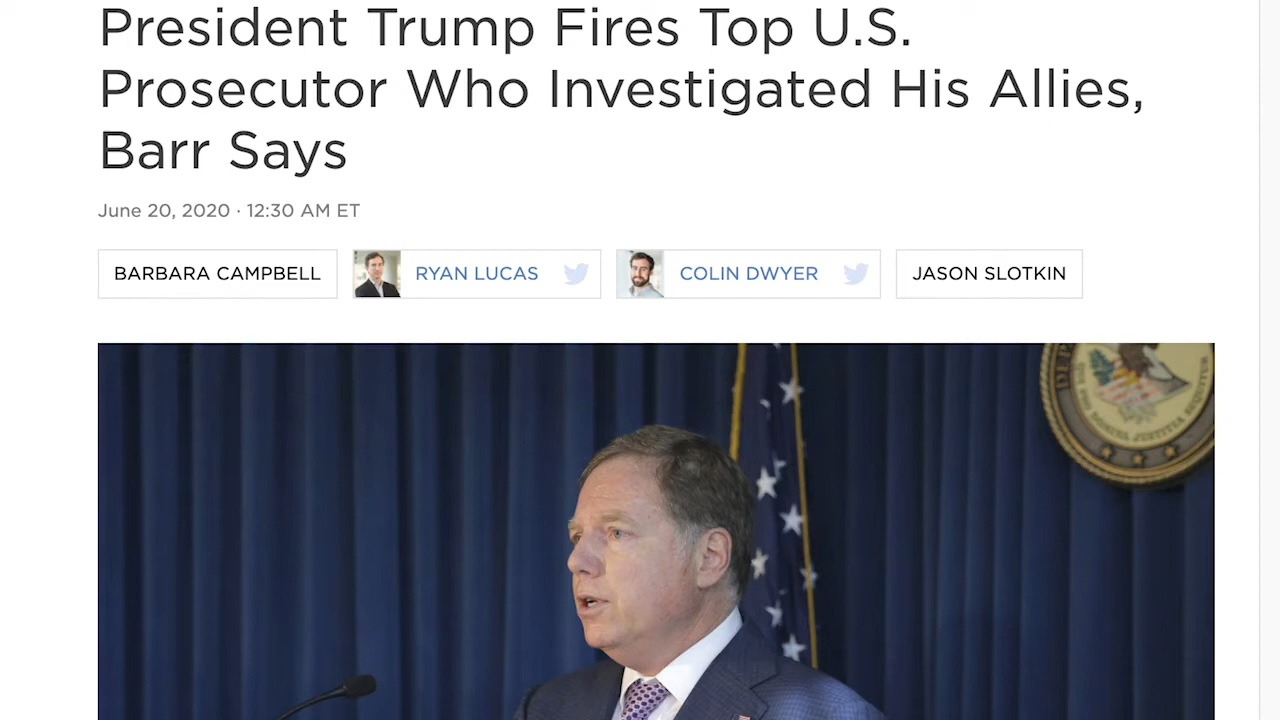 President Trump Fires Top U.S.
Prosecutor Who Investigated His Allies,
Barr Says
June 20, 2020 · 12:30 AM ET
BARBARA CAMPBELL
RYAN LUCAS
COLIN DWYER
JASON SLOTKIN